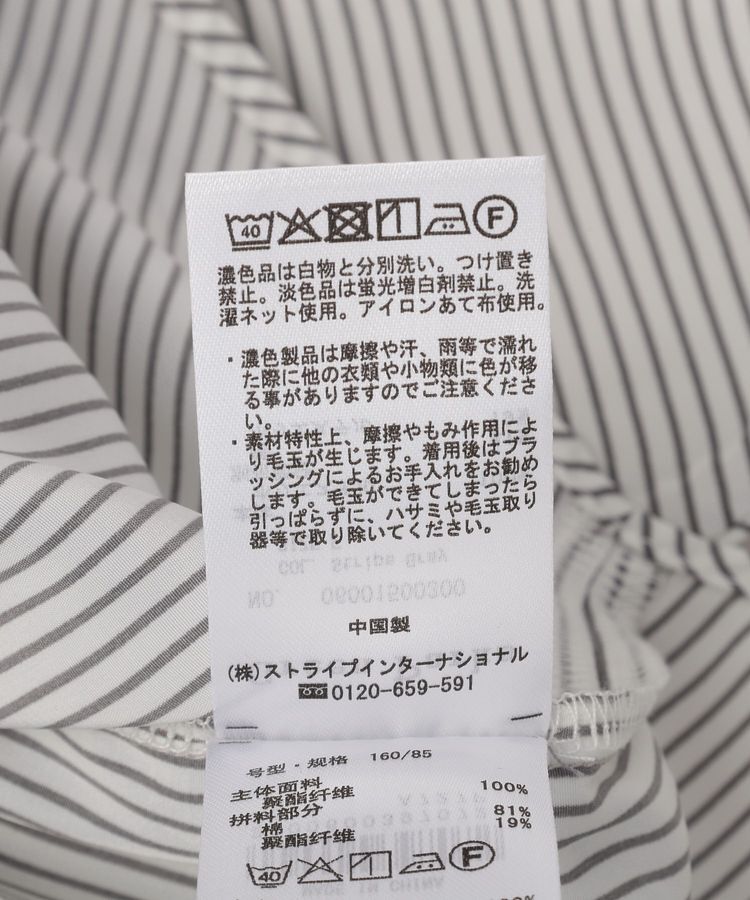 40 F
濃色品は白物と分別洗い。つけ置き
禁止。淡色品は蛍光増白剤禁止。洗
濯ネット使用。アイロンあて布使用。
・濃色製品は摩擦や汗、雨等で濡れ
た際に他の衣類や小物類に色が移
る事がありますのでご注意くださ
い。
・素材特性上、摩擦やもみ作用によ
り毛玉が生じます。着用後はブラ
ッシングによるお手入れをお勧め
します。毛玉ができてしまったら
引っぱらずに、ハサミや毛玉取り
器等で取り除いてください。
COL. Stripe Gray
NO. 06001500200
中国製
(株)ストライプインターナショナル
0120-659-591
号型・规格 160/85
主体面料 100%
聚酯纤维
拼料部分 81%
棉 19%
聚酯纤维
40 F
MADE IN CHINA